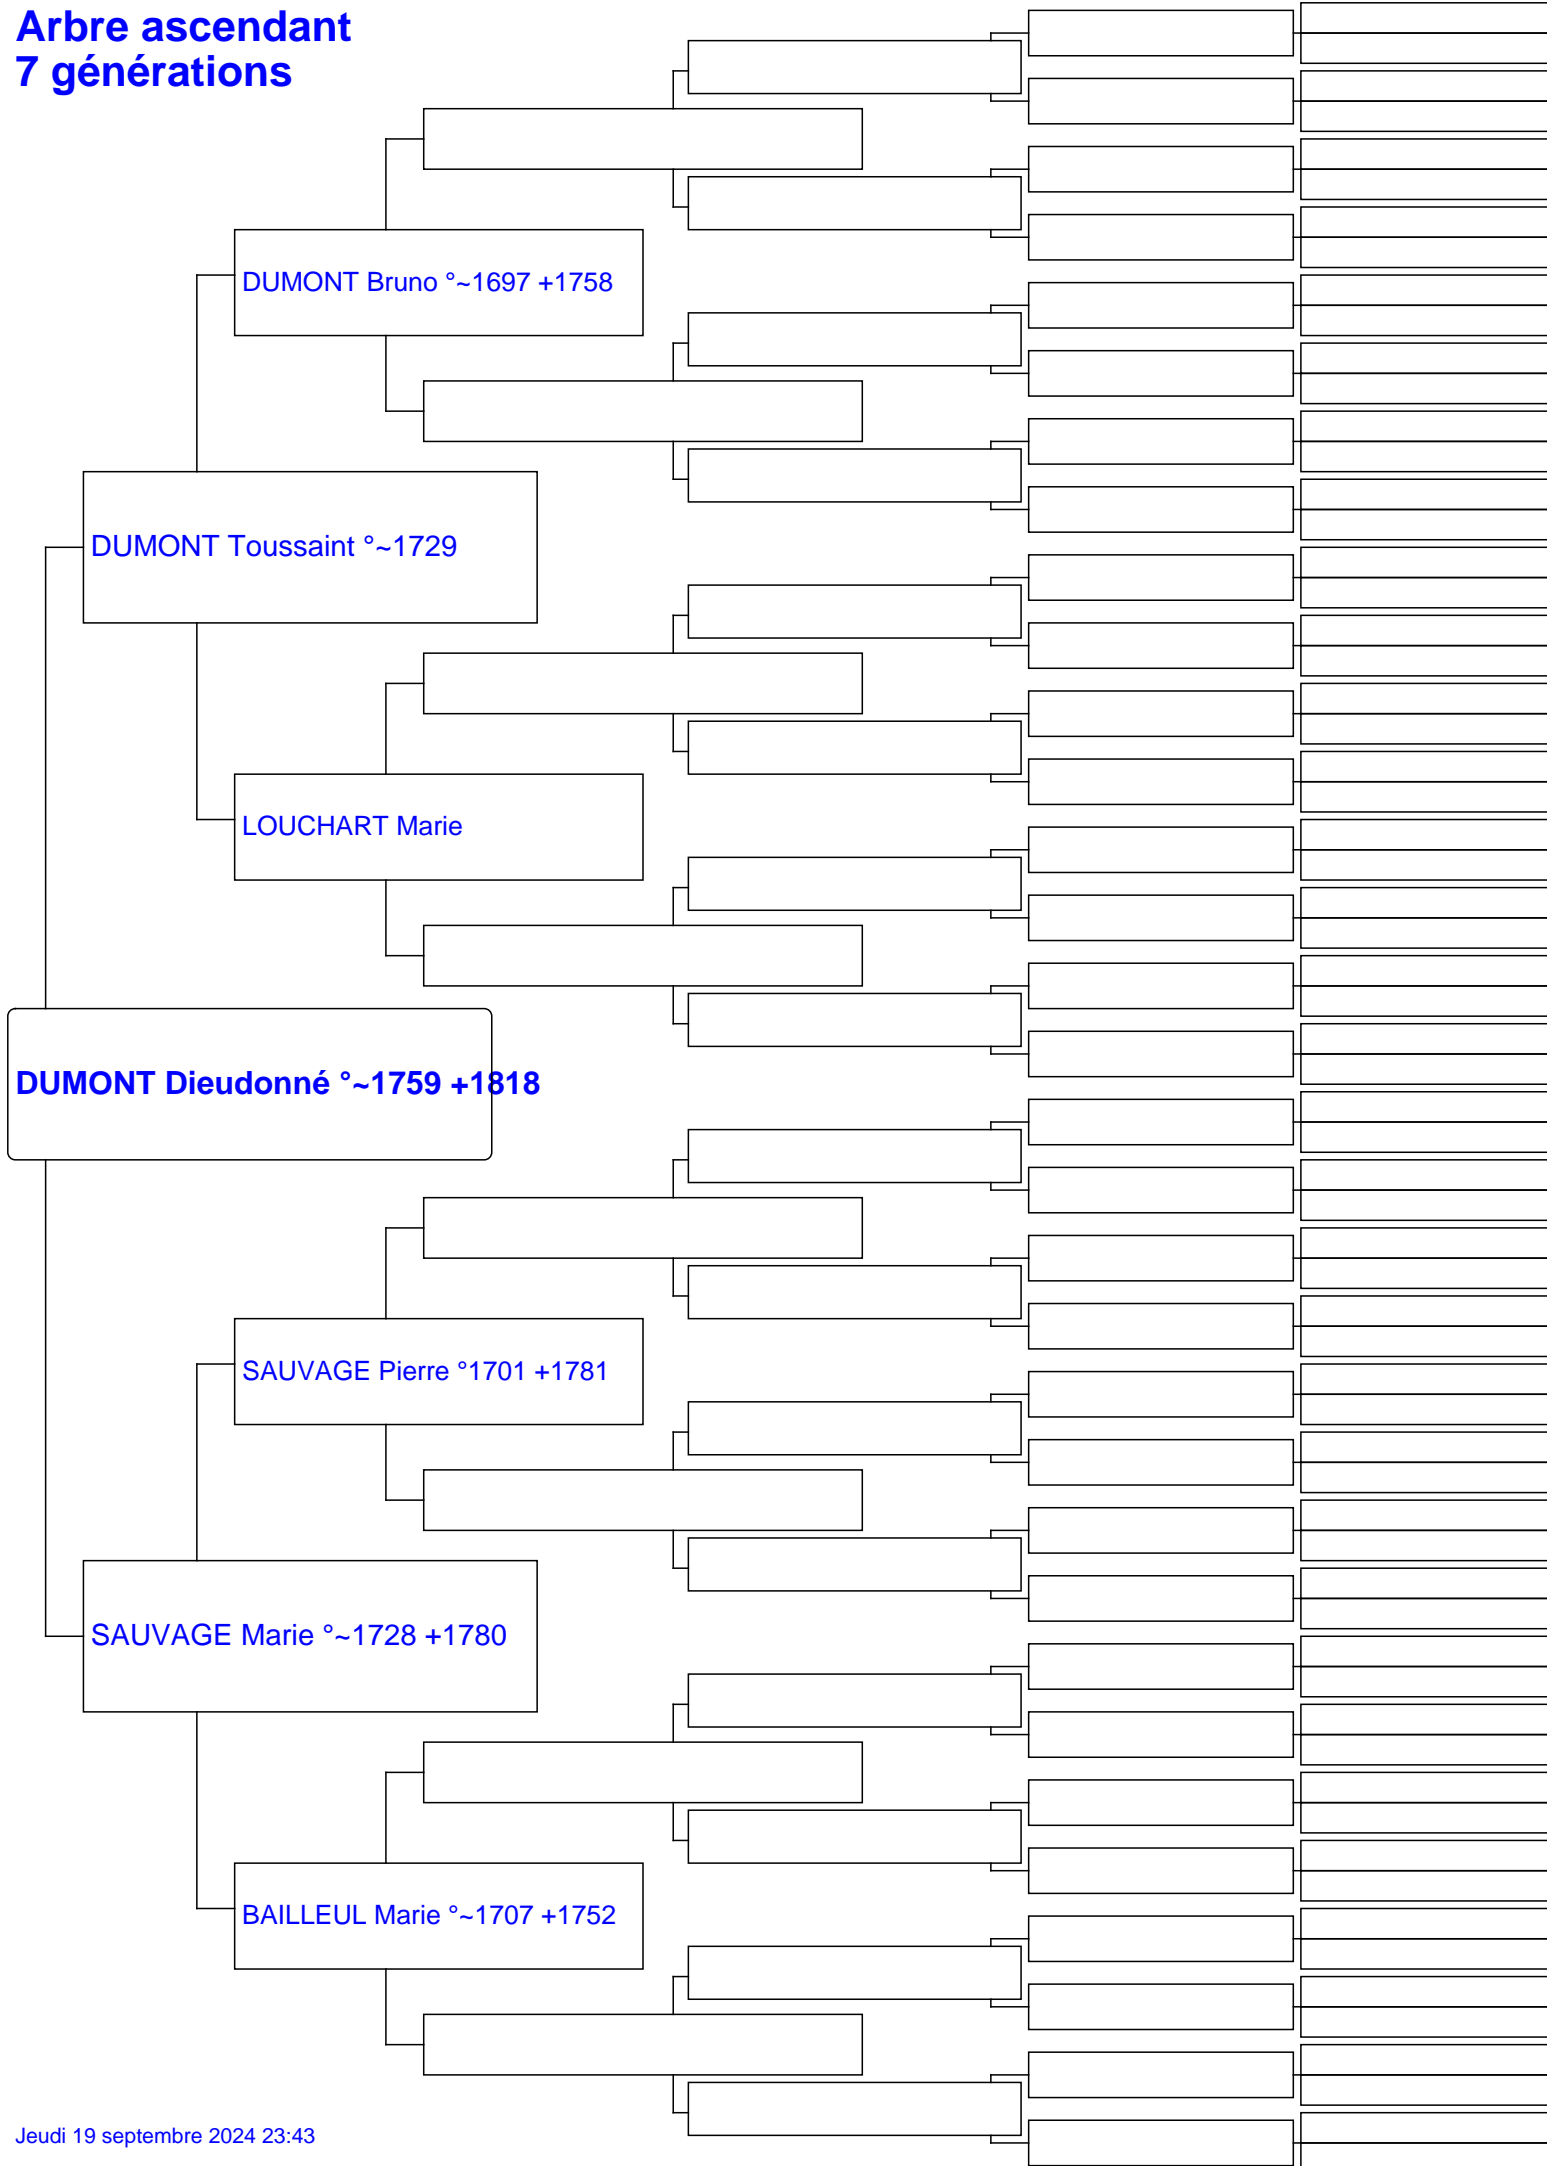 Arbre ascendant
7 générations
DUMONT Bruno °~1697 +1758
DUMONT Toussaint °~1729
LOUCHART Marie
DUMONT Dieudonné °~1759 +1818
SAUVAGE Pierre °1701 +1781
SAUVAGE Marie °~1728 +1780
BAILLEUL Marie °~1707 +1752
Jeudi 19 septembre 2024 23:43